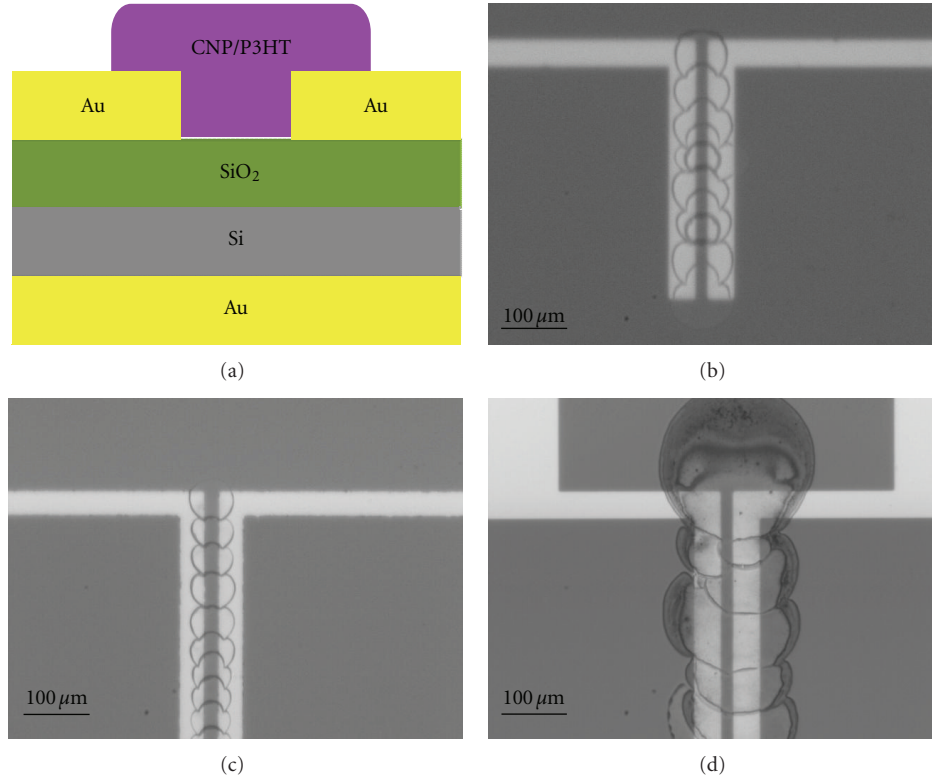 CNP/P3HT
Au Au
SiO₂
Si
Au
100 μm
(a) (b)
100 μm 100 μm
(c) (d)